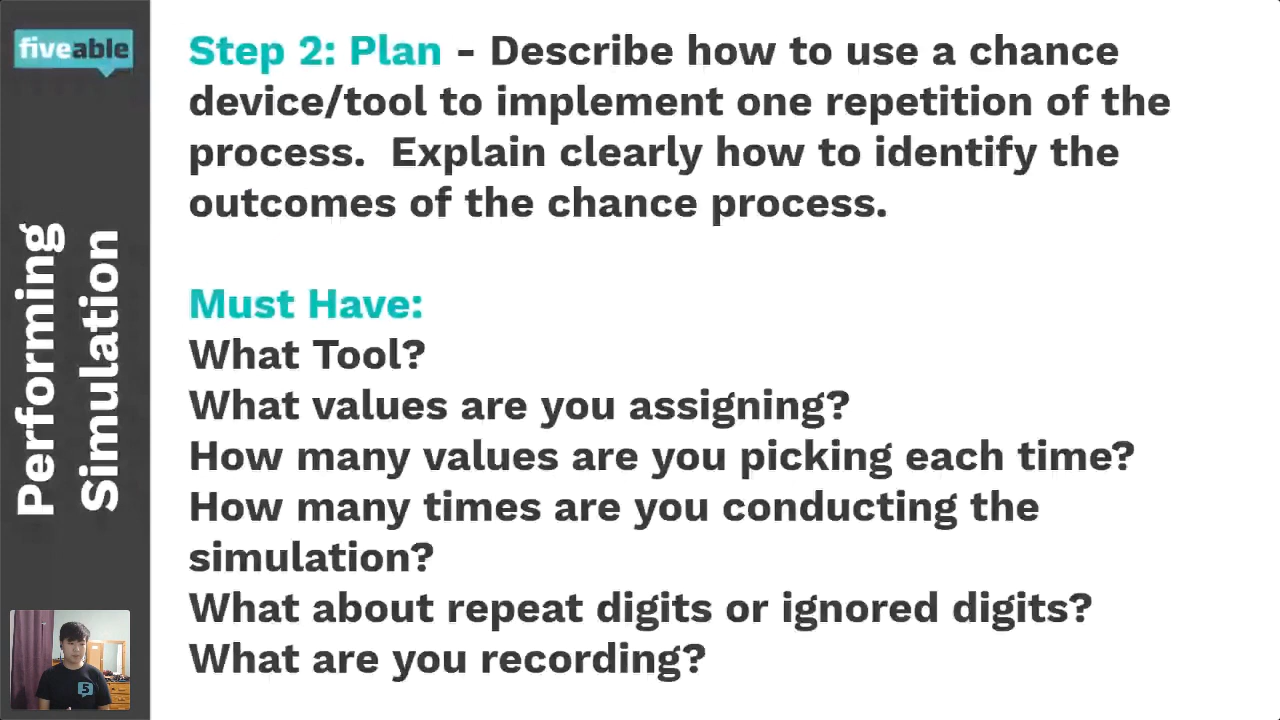 fiveable
Performing
Simulation
Step 2: Plan - Describe how to use a chance
device/tool to implement one repetition of the
process.  Explain clearly how to identify the
outcomes of the chance process.
Must Have:
What Tool?
What values are you assigning?
How many values are you picking each time?
How many times are you conducting the
simulation?
What about repeat digits or ignored digits?
What are you recording?
5